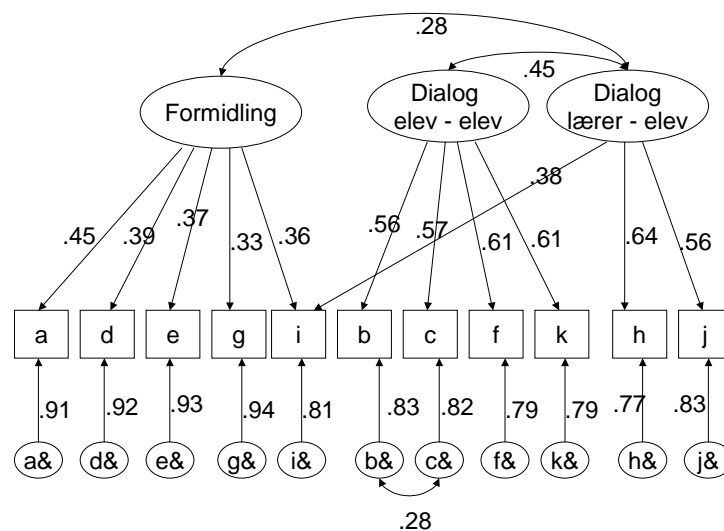 .28
.45
Formidling
Dialog
elev - elev
Dialog
lærer - elev
.38
.45
.39
.37
.33
.36
.56
.57
.61
.61
.64
.56
a
d
e
g
i
b
c
f
k
h
j
.91
.92
.93
.94
.81
.83
.82
.79
.79
.77
.83
a&
d&
e&
g&
i&
b&
c&
f&
k&
h&
j&
.28